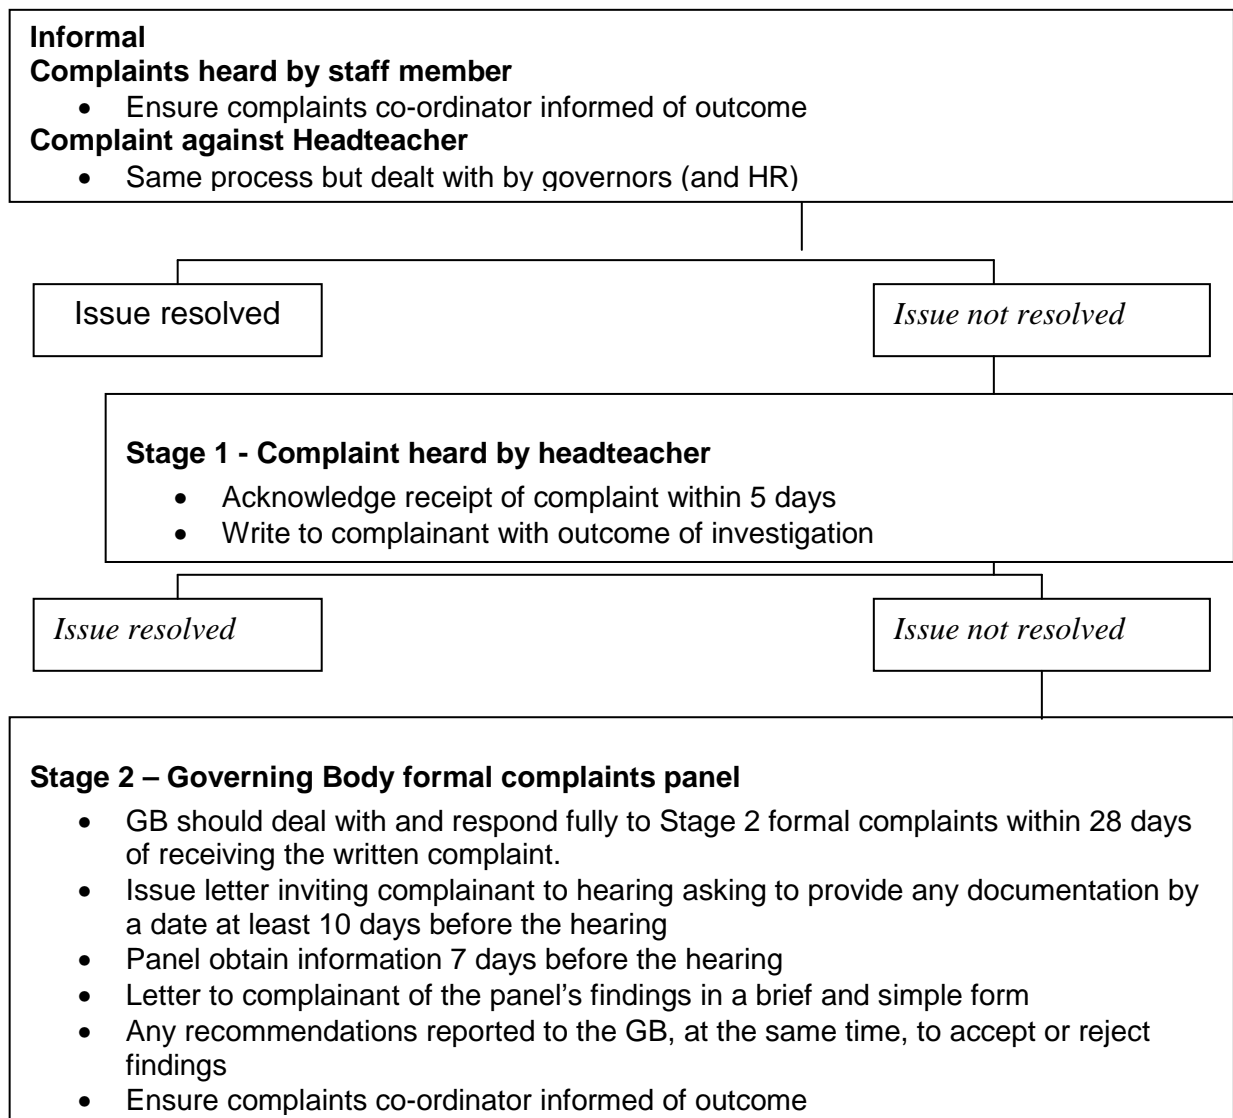 Informal
Complaints heard by staff member
• Ensure complaints co-ordinator informed of outcome
Complaint against Headteacher
• Same process but dealt with by governors (and HR)
Issue resolved
Issue not resolved
Stage 1 - Complaint heard by headteacher
• Acknowledge receipt of complaint within 5 days
• Write to complainant with outcome of investigation
Issue resolved
Issue not resolved
Stage 2 – Governing Body formal complaints panel
• GB should deal with and respond fully to Stage 2 formal complaints within 28 days
of receiving the written complaint.
• Issue letter inviting complainant to hearing asking to provide any documentation by
a date at least 10 days before the hearing
• Panel obtain information 7 days before the hearing
• Letter to complainant of the panel’s findings in a brief and simple form
• Any recommendations reported to the GB, at the same time, to accept or reject
findings
• Ensure complaints co-ordinator informed of outcome